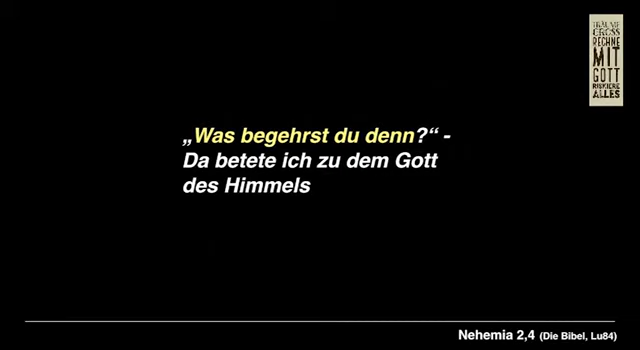 TRÄUME
GROSS
RECHNE
MIT
GOTT
RISKIERE
ALLES
„Was begehrst du denn?“ -
Da betete ich zu dem Gott
des Himmels
Nehemia 2,4 (Die Bibel, Lu84)